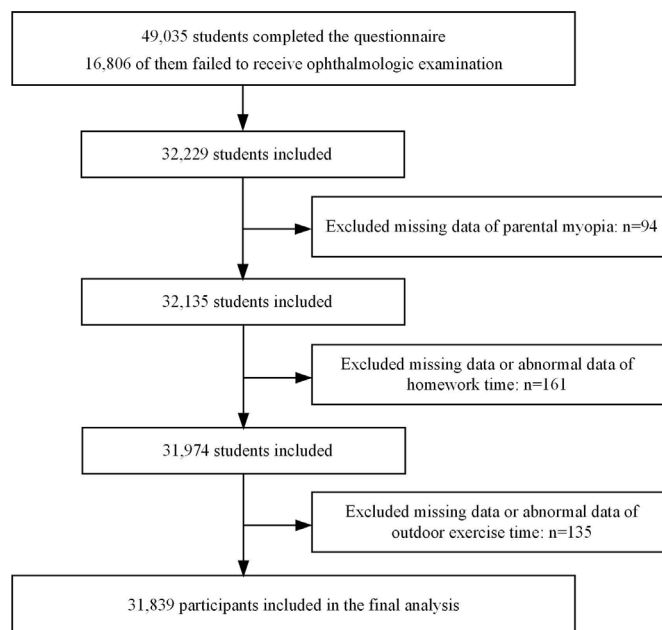 49,035 students completed the questionnaire
16,806 of them failed to receive ophthalmologic examination
32,229 students included
Excluded missing data of parental myopia: n=94
32,135 students included
Excluded missing data or abnormal data of
homework time: n=161
31,974 students included
Excluded missing data or abnormal data of
outdoor exercise time: n=135
31,839 participants included in the final analysis